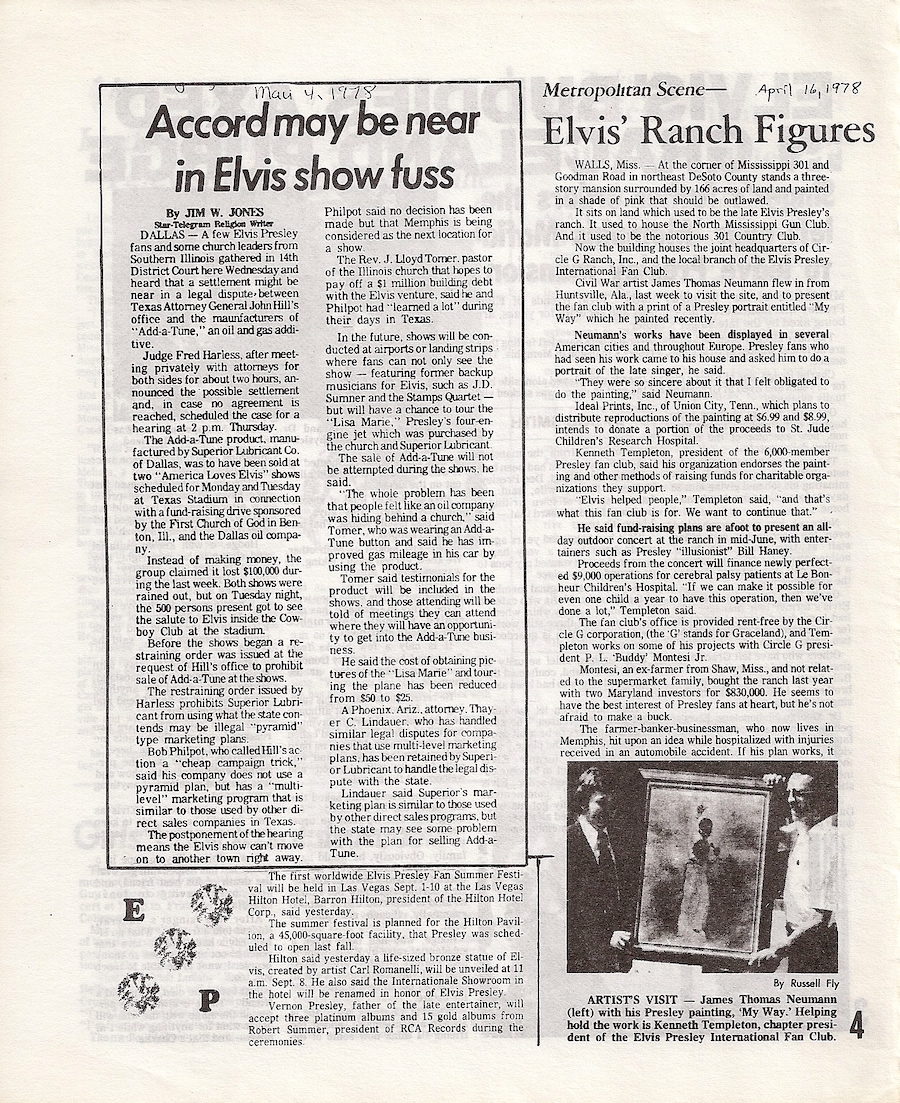 May 4, 1978
Accord may be near
in Elvis show fuss
By JIM W. JONES
Star-Telegram Religion Writer
DALLAS — A few Elvis Presley
fans and some church leaders from
Southern Illinois gathered in 14th
District Court here Wednesday and
heard that a settlement might be
near in a legal dispute between
Texas Attorney General John Hill's
office and the maunfacturers of
"Add-a-Tune," an oil and gas addi-
tive.
Judge Fred Harless, after meet-
ing privately with attorneys for
both sides for about two hours, an-
nounced the possible settlement
and, in case no agreement is
reached, scheduled the case for a
hearing at 2 p.m. Thursday.
The Add-a-Tune product, manu-
factured by Superior Lubricant Co.
of Dallas, was to have been sold at
two "America Loves Elvis" shows
scheduled for Monday and Tuesday
at Texas Stadium in connection
with a fund-raising drive sponsored
by the First Church of God in Ben-
ton, Ill., and the Dallas oil compa-
ny.
Instead of making money, the
group claimed it lost $100,000 dur-
ing the last week. Both shows were
rained out, but on Tuesday night,
the 500 persons present got to see
the salute to Elvis inside the Cow-
boy Club at the stadium.
Before the shows began a re-
straining order was issued at the
request of Hill's office to prohibit
sale of Add-a-Tune at the shows.
The restraining order issued by
Harless prohibits Superior Lubri-
cant from using what the state con-
tends may be illegal "pyramid"
type marketing plans.
Bob Philpot, who called Hill's ac-
tion a "cheap campaign trick,"
said his company does not use a
pyramid plan, but has a "multi-
level" marketing program that is
similar to those used by other di-
rect sales companies in Texas.
The postponement of the hearing
means the Elvis show can't move
on to another town right away.
Philpot said no decision has been
made but that Memphis is being
considered as the next location for
a show.
The Rev. J. Lloyd Tomer, pastor
of the Illinois church that hopes to
pay off a $1 million building debt
with the Elvis venture, said he and
Philpot had "learned a lot" during
their days in Texas.
In the future, shows will be con-
ducted at airports or landing strips
where fans can not only see the
show — featuring former backup
musicians for Elvis, such as J.D.
Sumner and the Stamps Quartet —
but will have a chance to tour the
"Lisa Marie," Presley's four-en-
gine jet which was purchased by
the church and Superior Lubricant.
The sale of Add-a-Tune will not
be attempted during the shows, he
said.
"The whole problem has been
that people felt like an oil company
was hiding behind a church," said
Tomer, who was wearing an Add-a-
Tune button and said he has im-
proved gas mileage in his car by
using the product.
Tomer said testimonials for the
product will be included in the
shows, and those attending will be
told of meetings they can attend
where they will have an opportuni-
ty to get into the Add-a-Tune busi-
ness.
He said the cost of obtaining pic-
tures of the "Lisa Marie" and tour-
ing the plane has been reduced
from $50 to $25.
A Phoenix, Ariz., attorney, Thay-
er C. Lindauer, who has handled
similar legal disputes for compa-
nies that use multi-level marketing
plans, has been retained by Superi-
or Lubricant to handle the legal dis-
pute with the state.
Lindauer said Superior's mar-
keting plan is similar to those used
by other direct sales programs, but
the state may see some problem
with the plan for selling Add-a-
Tune.
E
P
The first worldwide Elvis Presley Fan Summer Festi-
val will be held in Las Vegas Sept. 1-10 at the Las Vegas
Hilton Hotel, Barron Hilton, president of the Hilton Hotel
Corp., said yesterday.
The summer festival is planned for the Hilton Pavil-
ion, a 45,000-square-foot facility, that Presley was sched-
uled to open last fall.
Hilton said yesterday a life-sized bronze statue of El-
vis, created by artist Carl Romanelli, will be unveiled at 11
a.m. Sept. 8. He also said the Internationale Showroom in
the hotel will be renamed in honor of Elvis Presley.
Vernon Presley, father of the late entertainer, will
accept three platinum albums and 15 gold albums from
Robert Summer, president of RCA Records during the
ceremonies.
Metropolitan Scene—
April 16, 1978
Elvis' Ranch Figures
WALLS, Miss. — At the corner of Mississippi 301 and
Goodman Road in northeast DeSoto County stands a three-
story mansion surrounded by 166 acres of land and painted
in a shade of pink that should be outlawed.
It sits on land which used to be the late Elvis Presley's
ranch. It used to house the North Mississippi Gun Club.
And it used to be the notorious 301 Country Club.
Now the building houses the joint headquarters of Cir-
cle G Ranch, Inc., and the local branch of the Elvis Presley
International Fan Club.
Civil War artist James Thomas Neumann flew in from
Huntsville, Ala., last week to visit the site, and to present
the fan club with a print of a Presley portrait entitled "My
Way" which he painted recently.
Neumann's works have been displayed in several
American cities and throughout Europe. Presley fans who
had seen his work came to his house and asked him to do a
portrait of the late singer, he said.
"They were so sincere about it that I felt obligated to
do the painting," said Neumann.
Ideal Prints, Inc., of Union City, Tenn., which plans to
distribute reproductions of the painting at $6.99 and $8.99,
intends to donate a portion of the proceeds to St. Jude
Children's Research Hospital.
Kenneth Templeton, president of the 6,000-member
Presley fan club, said his organization endorses the paint-
ing and other methods of raising funds for charitable orga-
nizations they support.
"Elvis helped people," Templeton said, "and that's
what this fan club is for. We want to continue that."
He said fund-raising plans are afoot to present an all-
day outdoor concert at the ranch in mid-June, with enter-
tainers such as Presley "illusionist" Bill Haney.
Proceeds from the concert will finance newly perfect-
ed $9,000 operations for cerebral palsy patients at Le Bon-
heur Children's Hospital. "If we can make it possible for
even one child a year to have this operation, then we've
done a lot," Templeton said.
The fan club's office is provided rent-free by the Cir-
cle G corporation, (the 'G' stands for Graceland), and Tem-
pleton works on some of his projects with Circle G presi-
dent P. L. 'Buddy' Montesi Jr.
Montesi, an ex-farmer from Shaw, Miss., and not relat-
ed to the supermarket family, bought the ranch last year
with two Maryland investors for $830,000. He seems to
have the best interest of Presley fans at heart, but he's not
afraid to make a buck.
The farmer-banker-businessman, who now lives in
Memphis, hit upon an idea while hospitalized with injuries
received in an automobile accident. If his plan works, it
By Russell Fly
ARTIST'S VISIT — James Thomas Neumann
(left) with his Presley painting, 'My Way.' Helping
hold the work is Kenneth Templeton, chapter presi-
dent of the Elvis Presley International Fan Club.
4